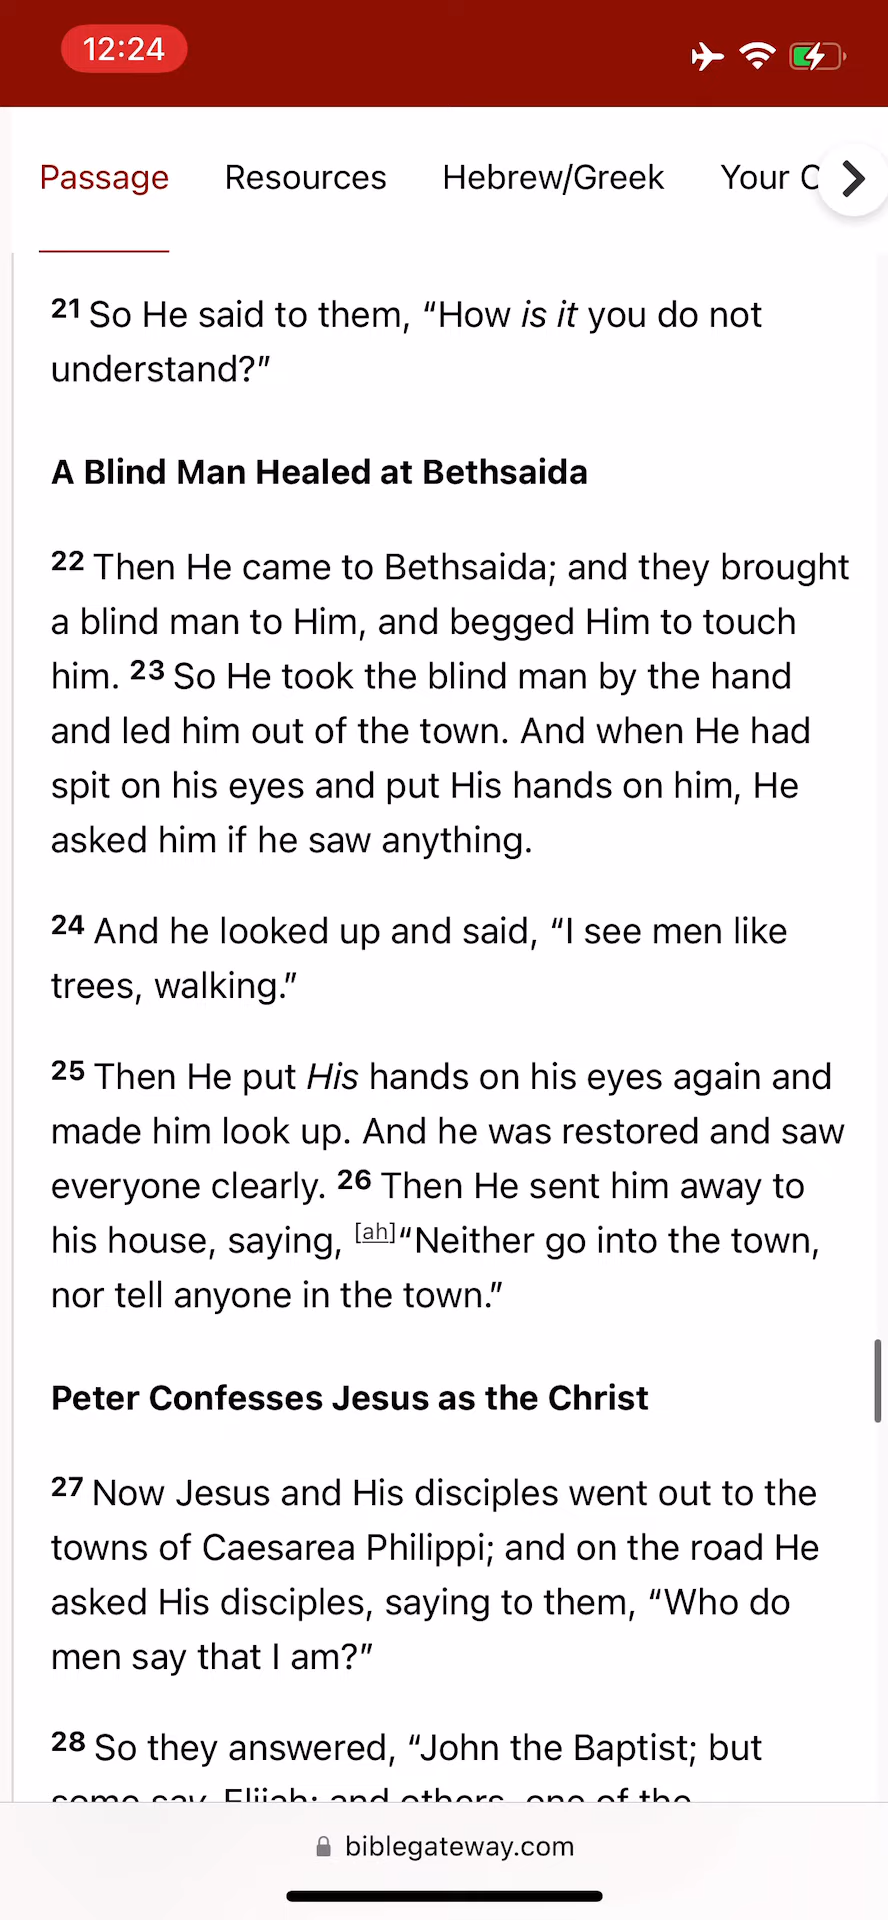 12:24
Passage Resources Hebrew/Greek Your C
21 So He said to them, “How is it you do not
understand?”
A Blind Man Healed at Bethsaida
22 Then He came to Bethsaida; and they brought
a blind man to Him, and begged Him to touch
him. 23 So He took the blind man by the hand
and led him out of the town. And when He had
spit on his eyes and put His hands on him, He
asked him if he saw anything.
24 And he looked up and said, “I see men like
trees, walking.”
25 Then He put His hands on his eyes again and
made him look up. And he was restored and saw
everyone clearly. 26 Then He sent him away to
his house, saying, [ah]“Neither go into the town,
nor tell anyone in the town.”
Peter Confesses Jesus as the Christ
27 Now Jesus and His disciples went out to the
towns of Caesarea Philippi; and on the road He
asked His disciples, saying to them, “Who do
men say that I am?”
28 So they answered, “John the Baptist; but
some say, Elijah; and others, one of the
biblegateway.com